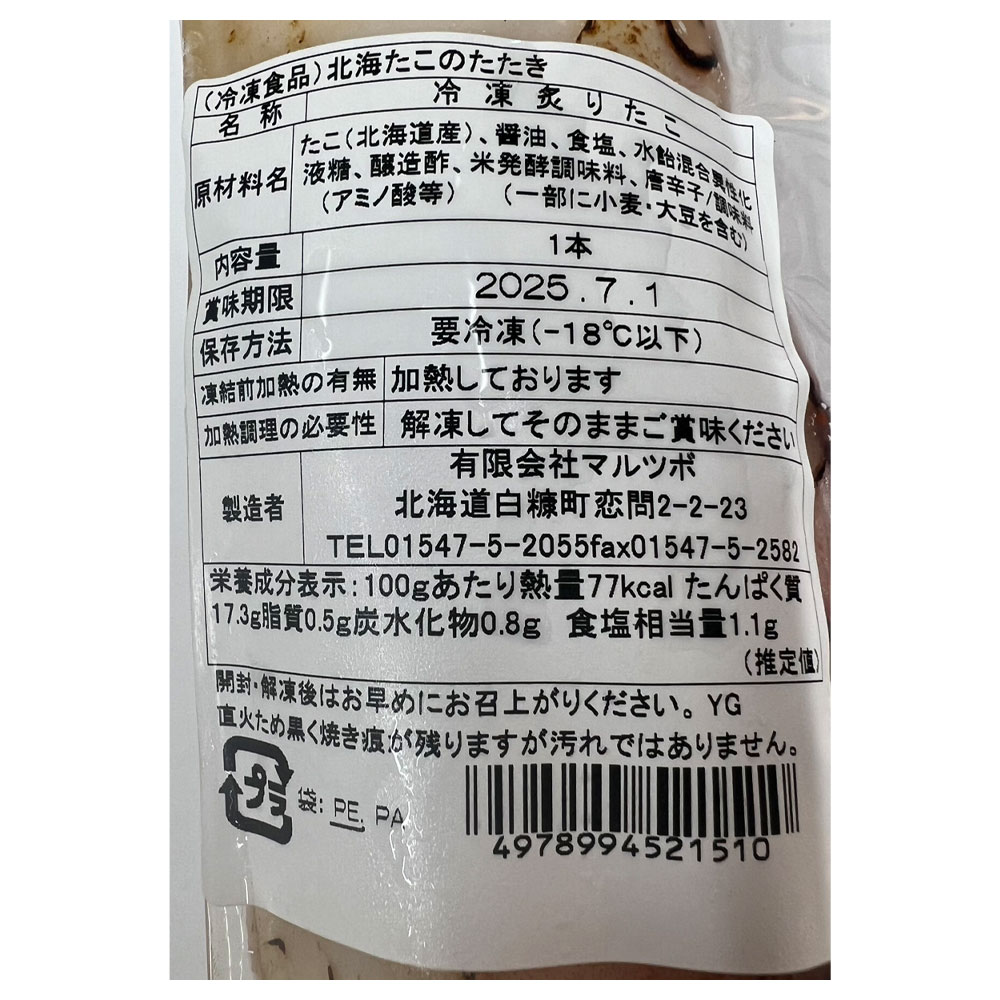 (冷凍食品)北海たこのたたき
名称 冷凍炙りたこ
原材料名 たこ(北海道産)、醤油、食塩、水飴混合異性化
液糖、醸造酢、米発酵調味料、唐辛子/調味料
(アミノ酸等) (一部に小麦・大豆を含む)
内容量 1本
賞味期限 2025.7.1
保存方法 要冷凍(-18℃以下)
凍結前加熱の有無 加熱しております
加熱調理の必要性 解凍してそのままご賞味ください
製造者 有限会社マルツボ
北海道白糠町恋問2-2-23
TEL01547-5-2055fax01547-5-2582
栄養成分表示:100gあたり熱量77kcal たんぱく質
17.3g脂質0.5g炭水化物0.8g 食塩相当量1.1g
(推定値)
開封・解凍後はお早めにお召上がりください。YG
直火ため黒く焼き痕が残りますが汚れではありません。
プラ 袋:PE, PA
4978994521510